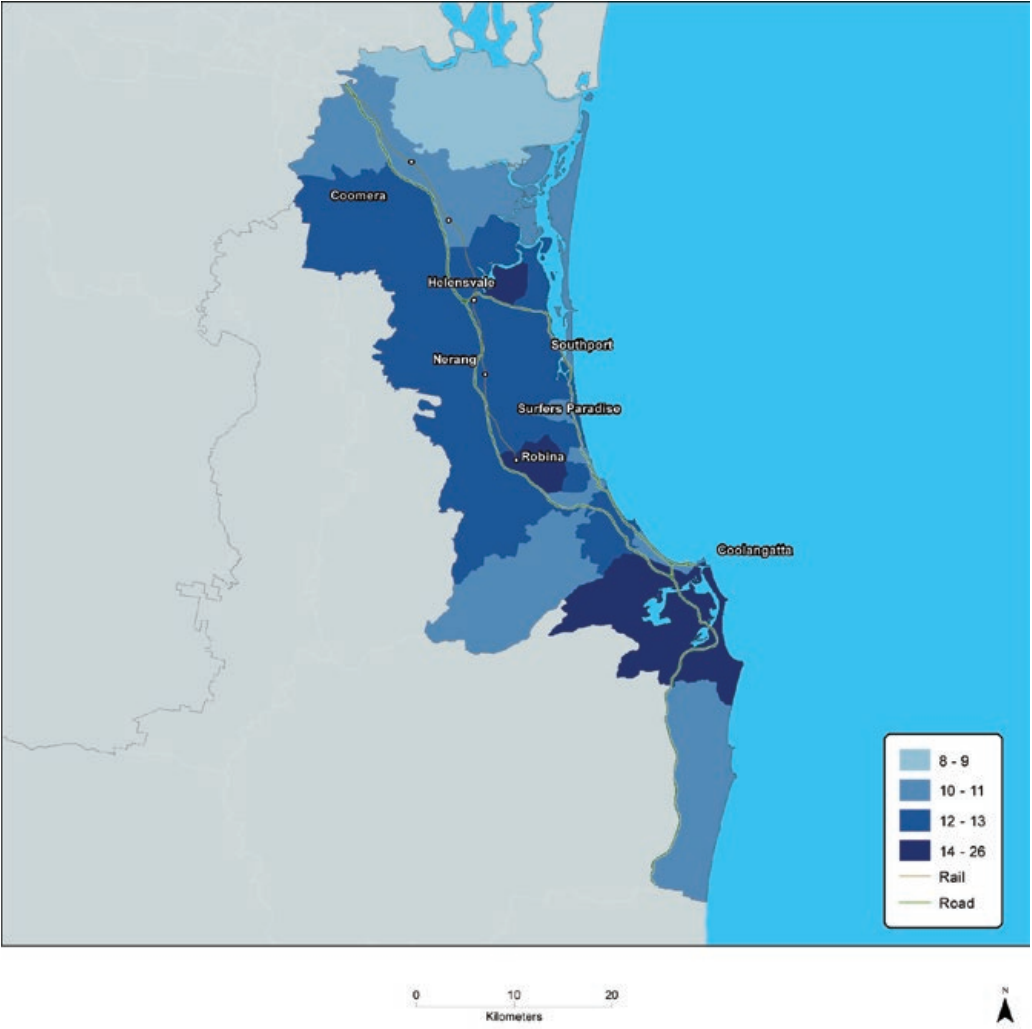 Coomera
Helensvale
Nerang
Southport
Surfers Paradise
Robina
Coolangatta
8 - 9
10 - 11
12 - 13
14 - 26
Rail
Road
0 10 20
Kilometers
N